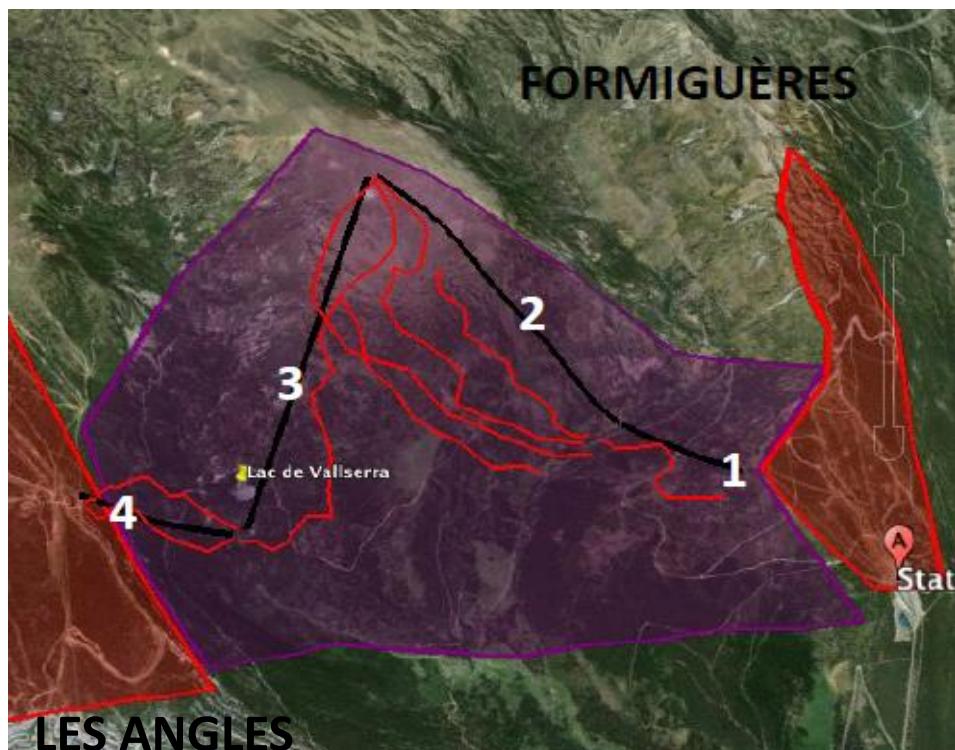 FORMIGUÈRES
2
3
1
Lac de Vallserra
4
A
Stat
LES ANGLES